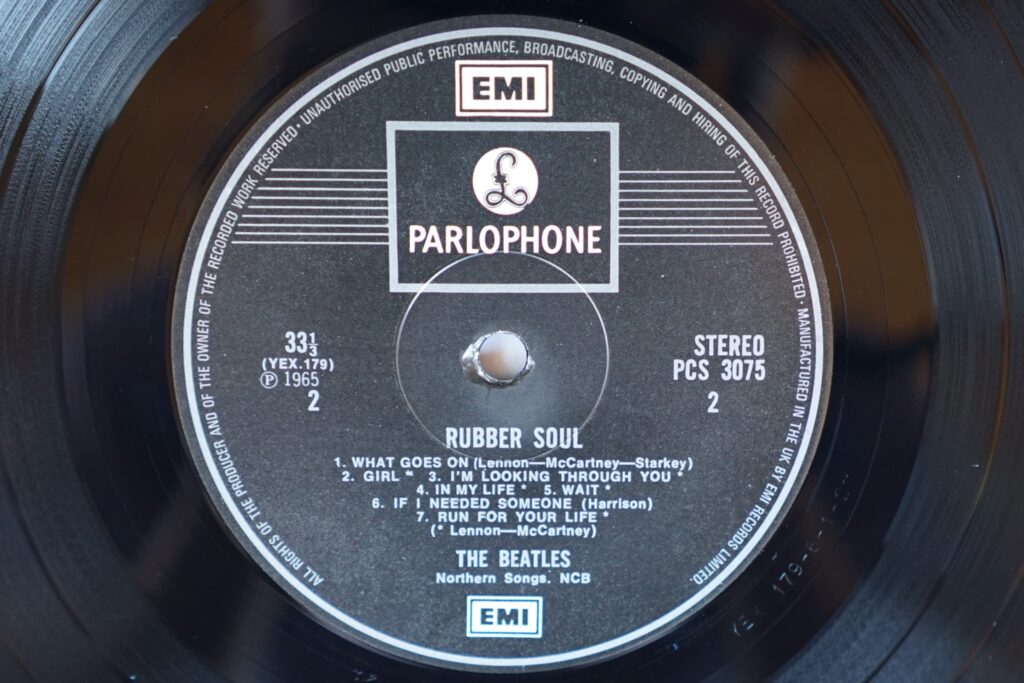 ALL RIGHTS OF THE PRODUCER AND OF THE OWNER OF THE RECORDED WORK RESERVED · UNAUTHORISED PUBLIC PERFORMANCE, BROADCASTING, COPYING AND HIRING OF THIS RECORD PROHIBITED · MANUFACTURED IN THE UK BY EMI RECORDS LIMITED.
EMI
£
PARLOPHONE
33⅓
(YEX.179)
Ⓟ 1965
2
STEREO
PCS 3075
2
RUBBER SOUL
1. WHAT GOES ON (Lennon—McCartney—Starkey)
2. GIRL * 3. I'M LOOKING THROUGH YOU *
4. IN MY LIFE * 5. WAIT *
6. IF I NEEDED SOMEONE (Harrison)
7. RUN FOR YOUR LIFE *
(* Lennon—McCartney)
THE BEATLES
Northern Songs. NCB
EMI
YEX 179-6-1